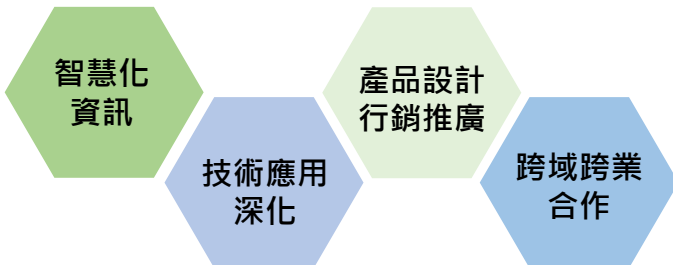 智慧化
資訊
技術應用
深化
產品設計
行銷推廣
跨域跨業
合作